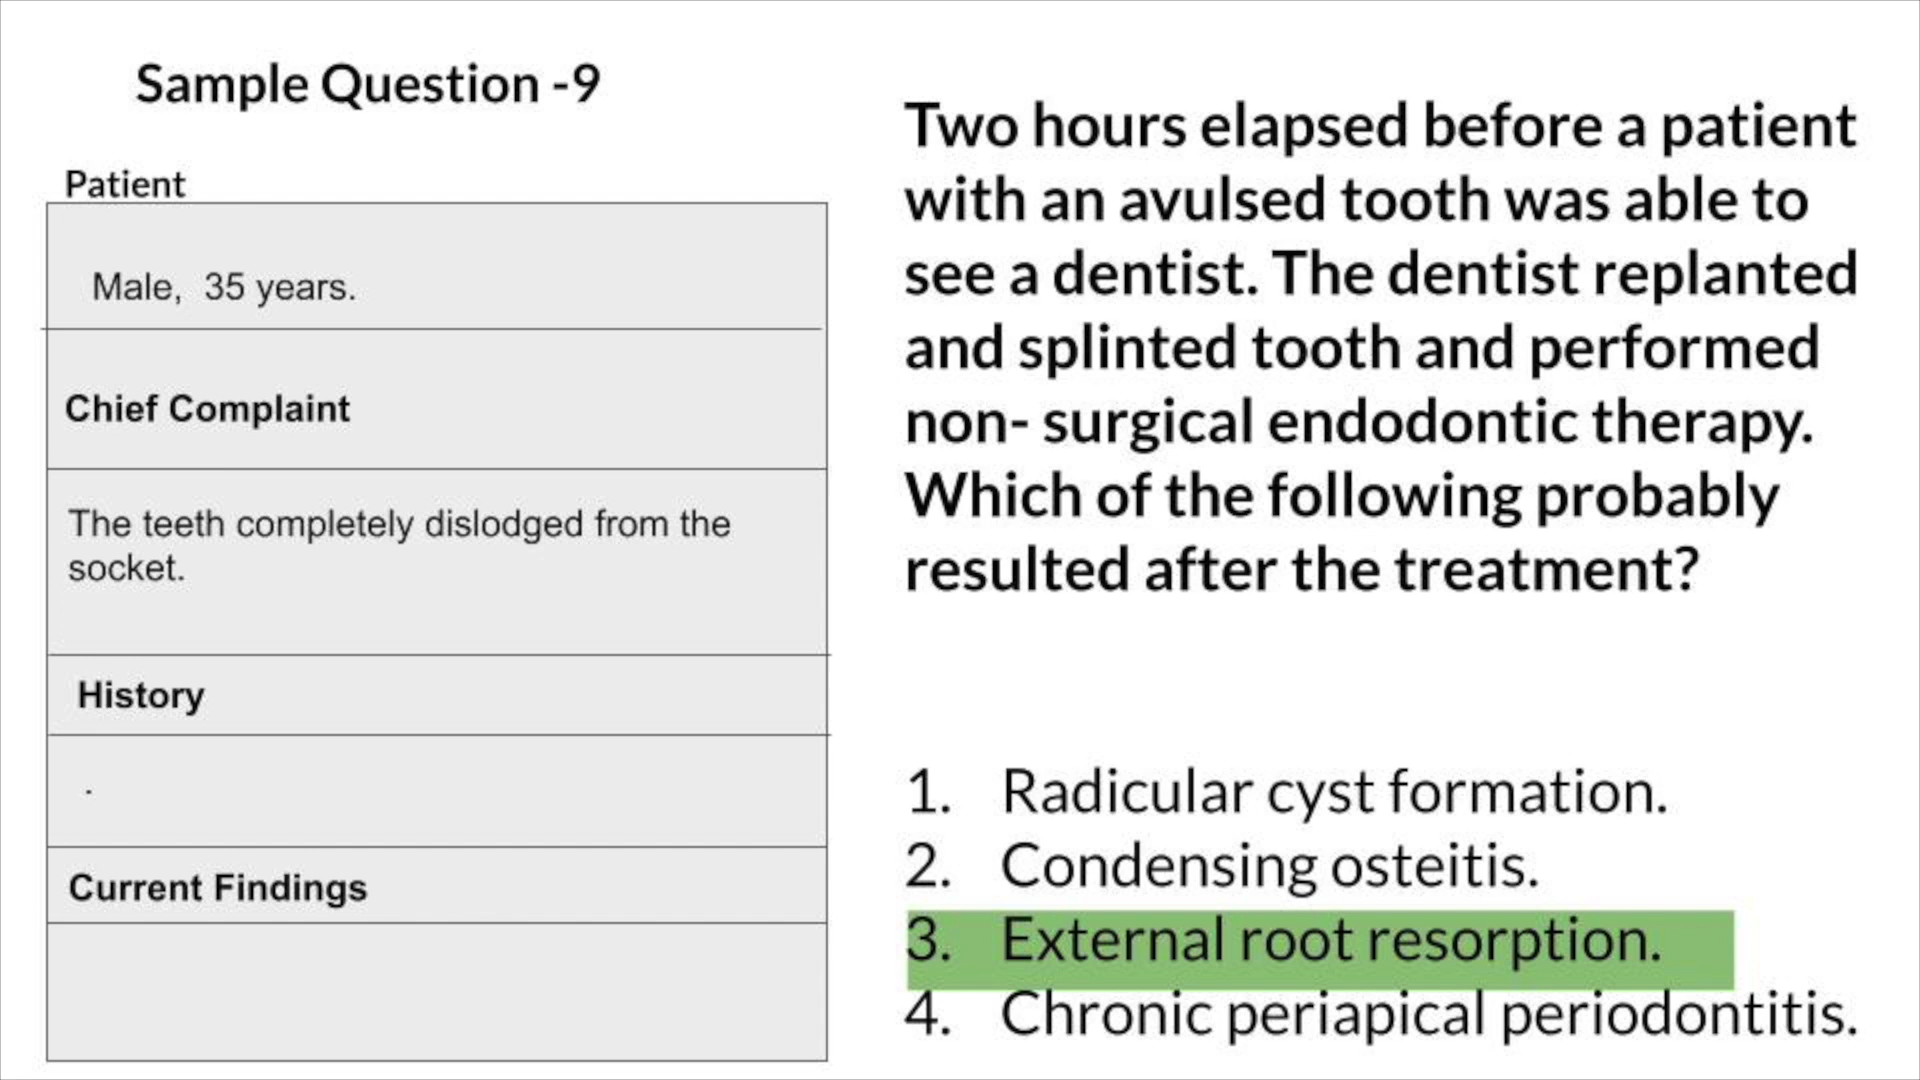 Sample Question -9
Patient
Male, 35 years.
Chief Complaint
The teeth completely dislodged from the
socket.
History
.
Current Findings
Two hours elapsed before a patient
with an avulsed tooth was able to
see a dentist. The dentist replanted
and splinted tooth and performed
non- surgical endodontic therapy.
Which of the following probably
resulted after the treatment?
1. Radicular cyst formation.
2. Condensing osteitis.
3. External root resorption.
4. Chronic periapical periodontitis.